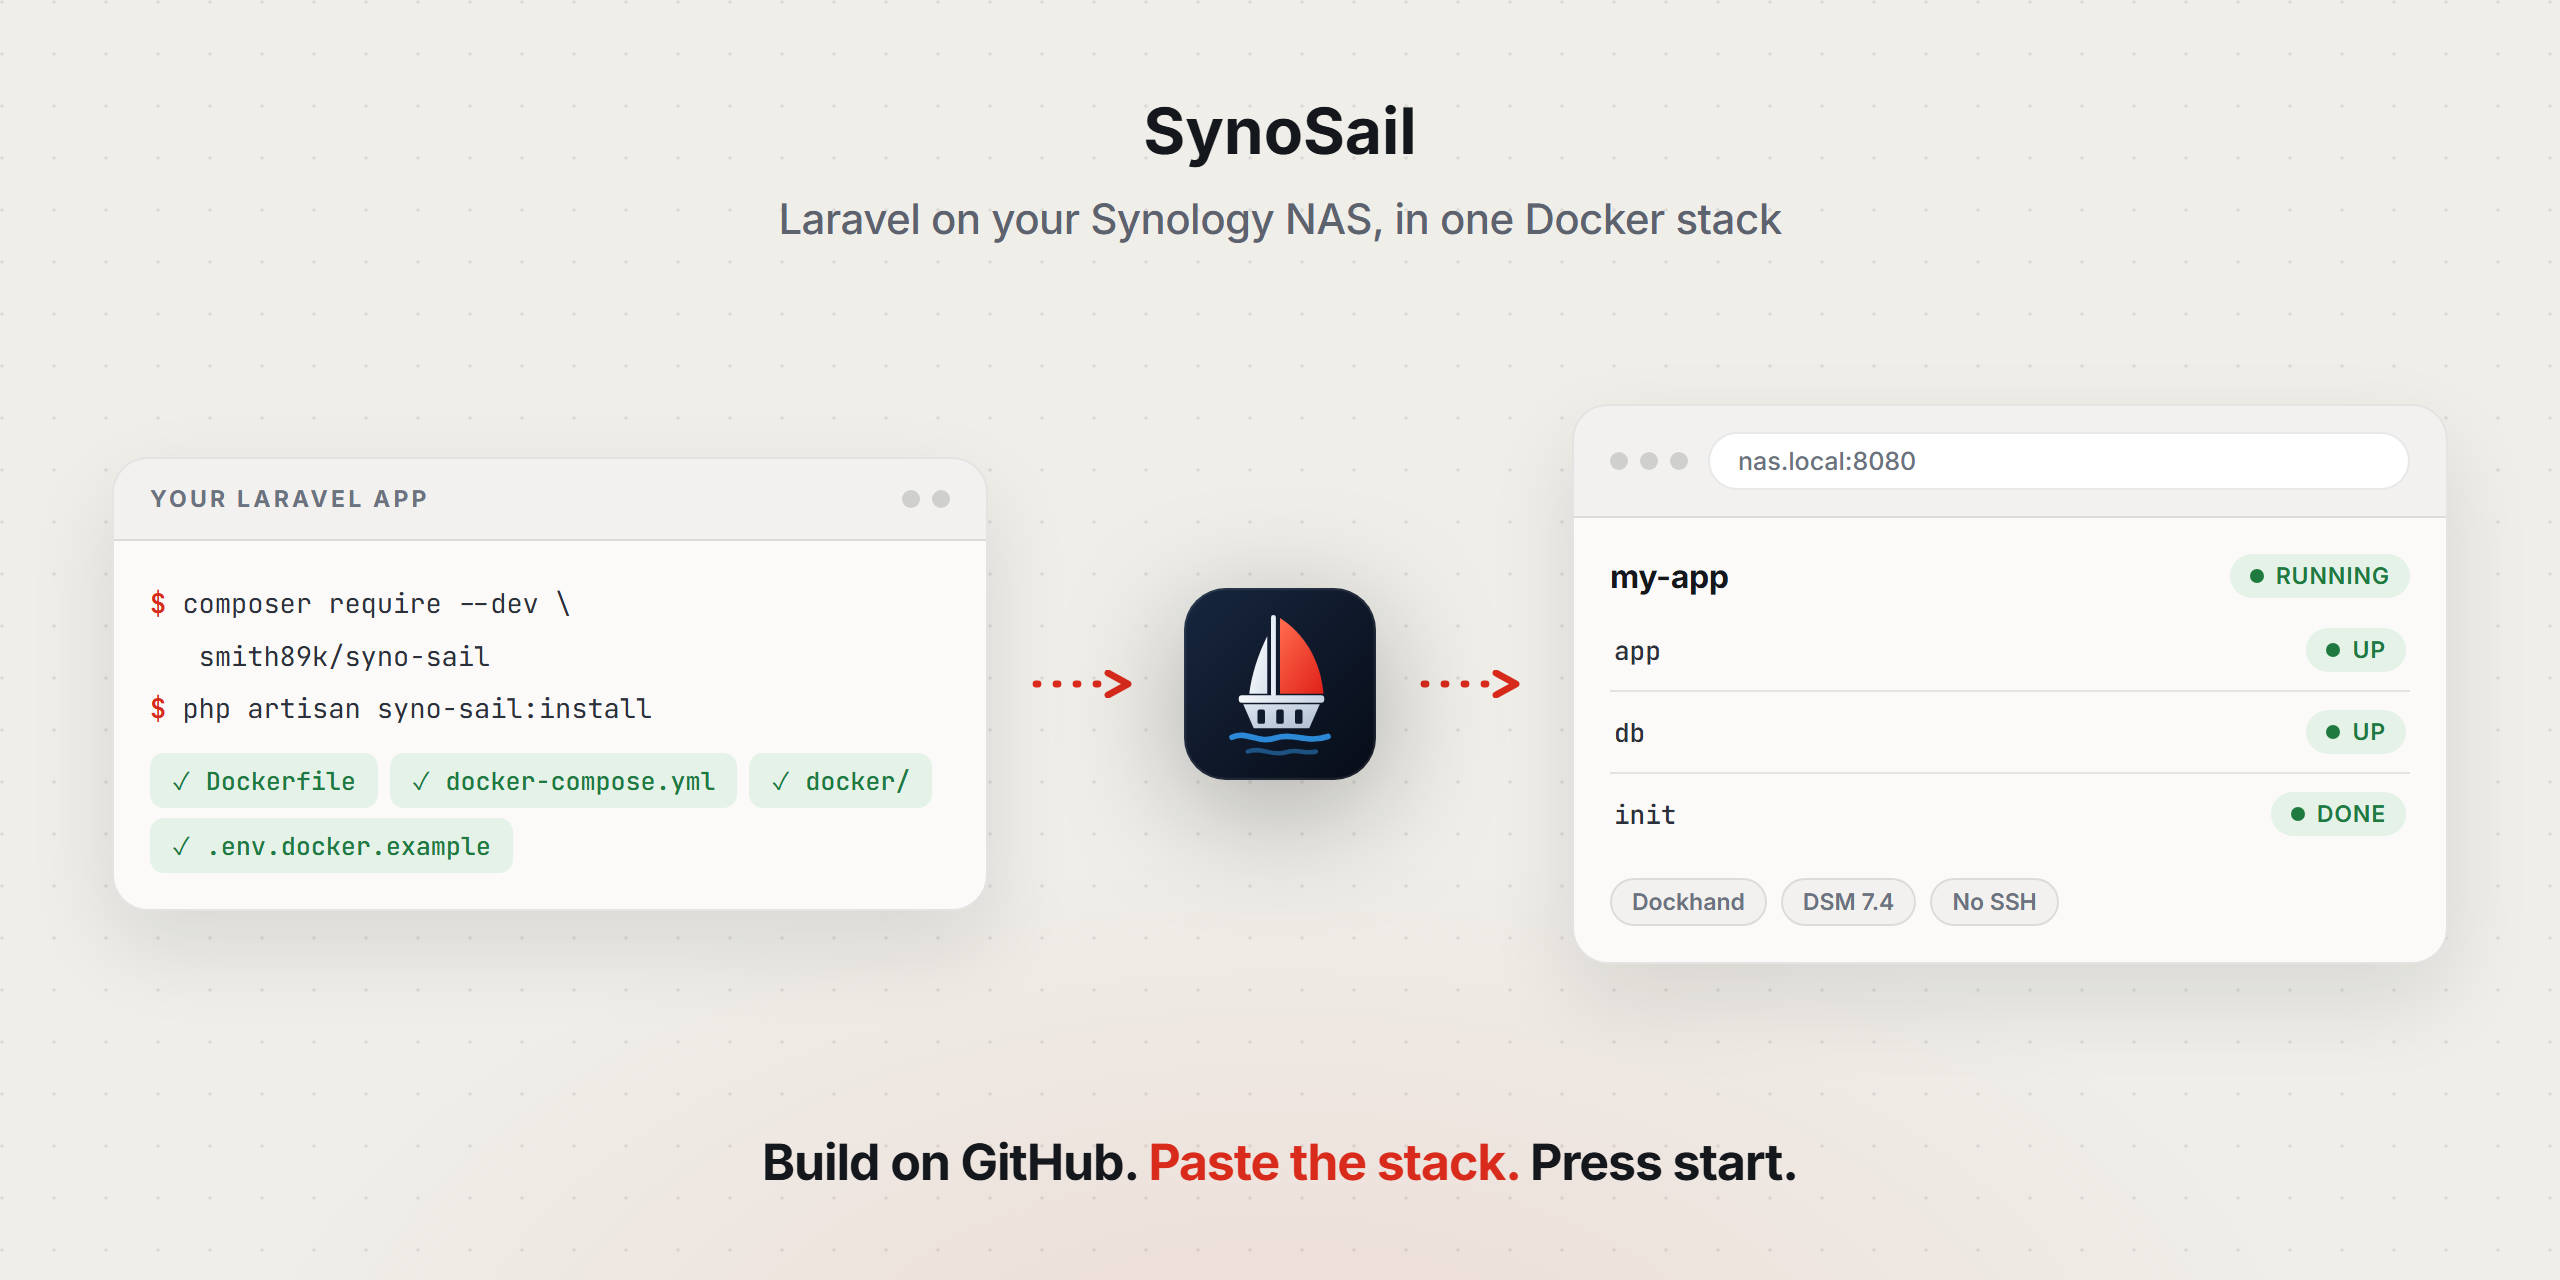 SynoSail
Laravel on your Synology NAS, in one Docker stack
YOUR LARAVEL APP
$ composer require --dev \
smith89k/syno-sail
$ php artisan syno-sail:install
✓ Dockerfile ✓ docker-compose.yml ✓ docker/
✓ .env.docker.example
nas.local:8080
my-app RUNNING
app UP
db UP
init DONE
Dockhand DSM 7.4 No SSH
Build on GitHub. Paste the stack. Press start.